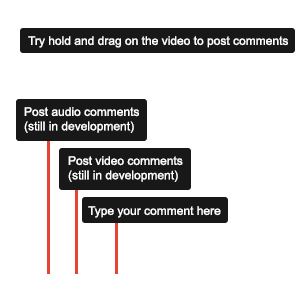 Try hold and drag on the video to post comments
Post audio comments
(still in development)
Post video comments
(still in development)
Type your comment here